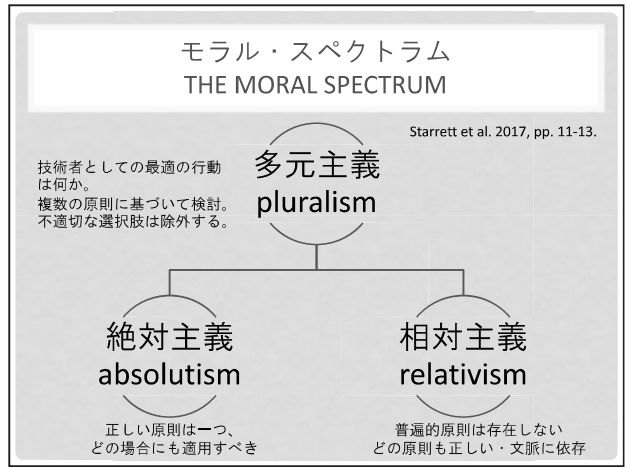 モラル・スペクトラム
THE MORAL SPECTRUM
Starrett et al. 2017, pp. 11-13.
技術者としての最適の行動
は何か。
複数の原則に基づいて検討。
不適切な選択肢は除外する。
多元主義
pluralism
絶対主義
absolutism
正しい原則は一つ、
どの場合にも適用すべき
相対主義
relativism
普遍的原則は存在しない
どの原則も正しい・文脈に依存